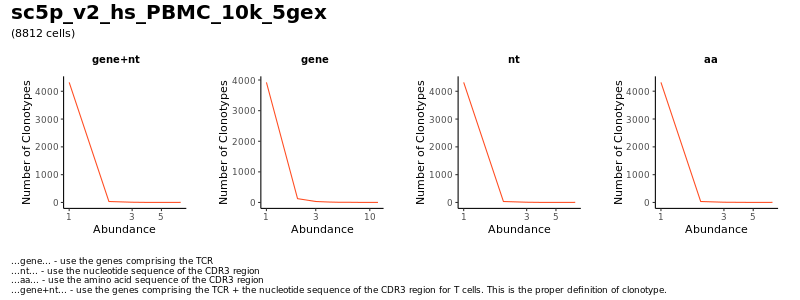 sc5p_v2_hs_PBMC_10k_5gex
(8812 cells)
gene+nt
gene
nt
aa
Number of Clonotypes
4000
3000
2000
1000
0
1
3
5
Abundance
Number of Clonotypes
4000
3000
2000
1000
0
1
3
10
Abundance
Number of Clonotypes
4000
3000
2000
1000
0
1
3
5
Abundance
Number of Clonotypes
4000
3000
2000
1000
0
1
3
5
Abundance
...gene... - use the genes comprising the TCR
...nt... - use the nucleotide sequence of the CDR3 region
...aa... - use the amino acid sequence of the CDR3 region
...gene+nt... - use the genes comprising the TCR + the nucleotide sequence of the CDR3 region for T cells. This is the proper definition of clonotype.